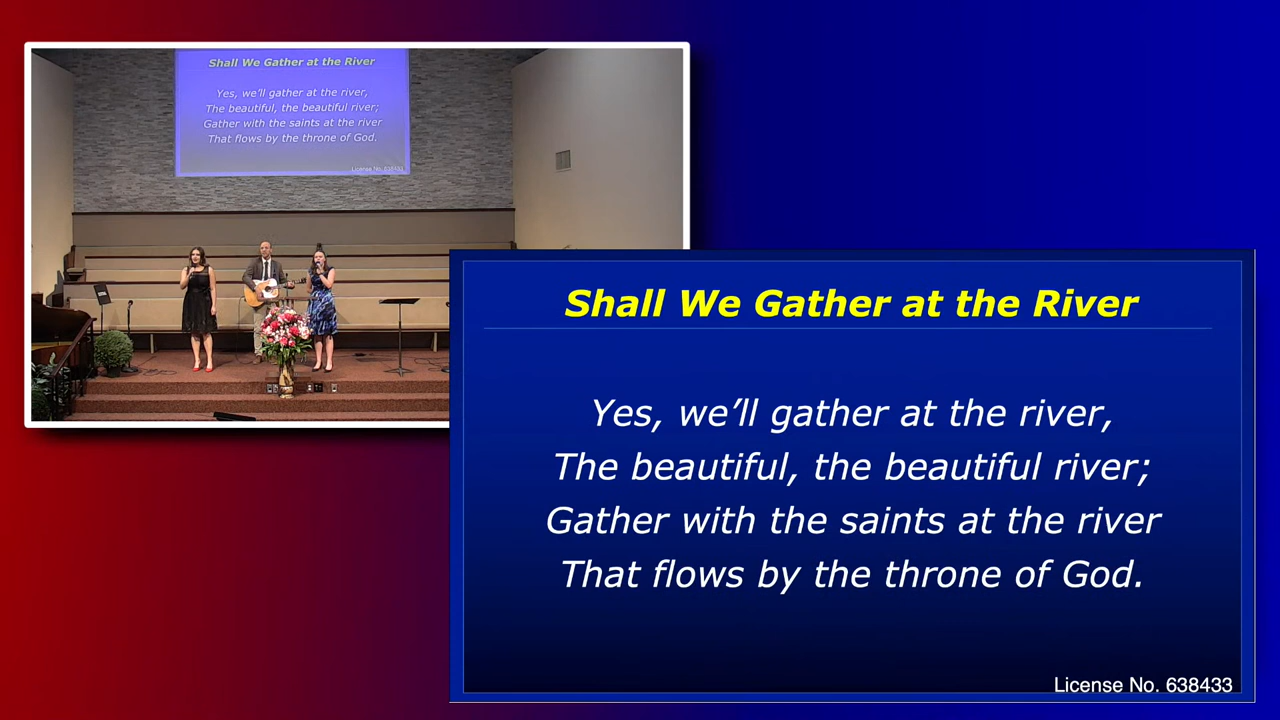 Shall We Gather at the River
Yes, we'll gather at the river,
The beautiful, the beautiful river;
Gather with the saints at the river
That flows by the throne of God.
License No. 638433
Shall We Gather at the River
Yes, we’ll gather at the river,
The beautiful, the beautiful river;
Gather with the saints at the river
That flows by the throne of God.
License No. 638433